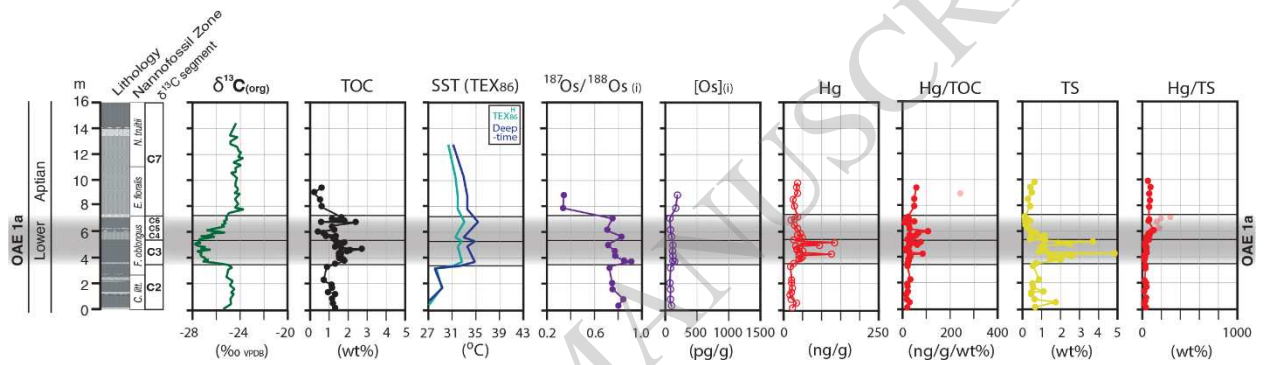 MANUSCRI
Lithology
Nannofossil Zone
δ13C segment
m
δ13C(org)
TOC
SST (TEX86)
187Os/188Os (i)
[Os](i)
Hg
Hg/TOC
TS
Hg/TS
OAE 1a
Lower
Aptian
16
14
12
10
8
6
4
2
0
N. truitii
E. floralis
F. oblongus
C. litt.
C7
C6
C5
C4
C3
C2
TEX86 H
Deep
-time
OAE 1a
-28 -24 -20
0 1 2 3 4 5
27 31 35 39 43
0.2 0.6 1.0
0 500 1000 1500
0 250
0 200 400
0 1 2 3 4 5
0 1000
(‰ VPDB)
(wt%)
(°C)
(pg/g)
(ng/g)
(ng/g/wt%)
(wt%)
(wt%)